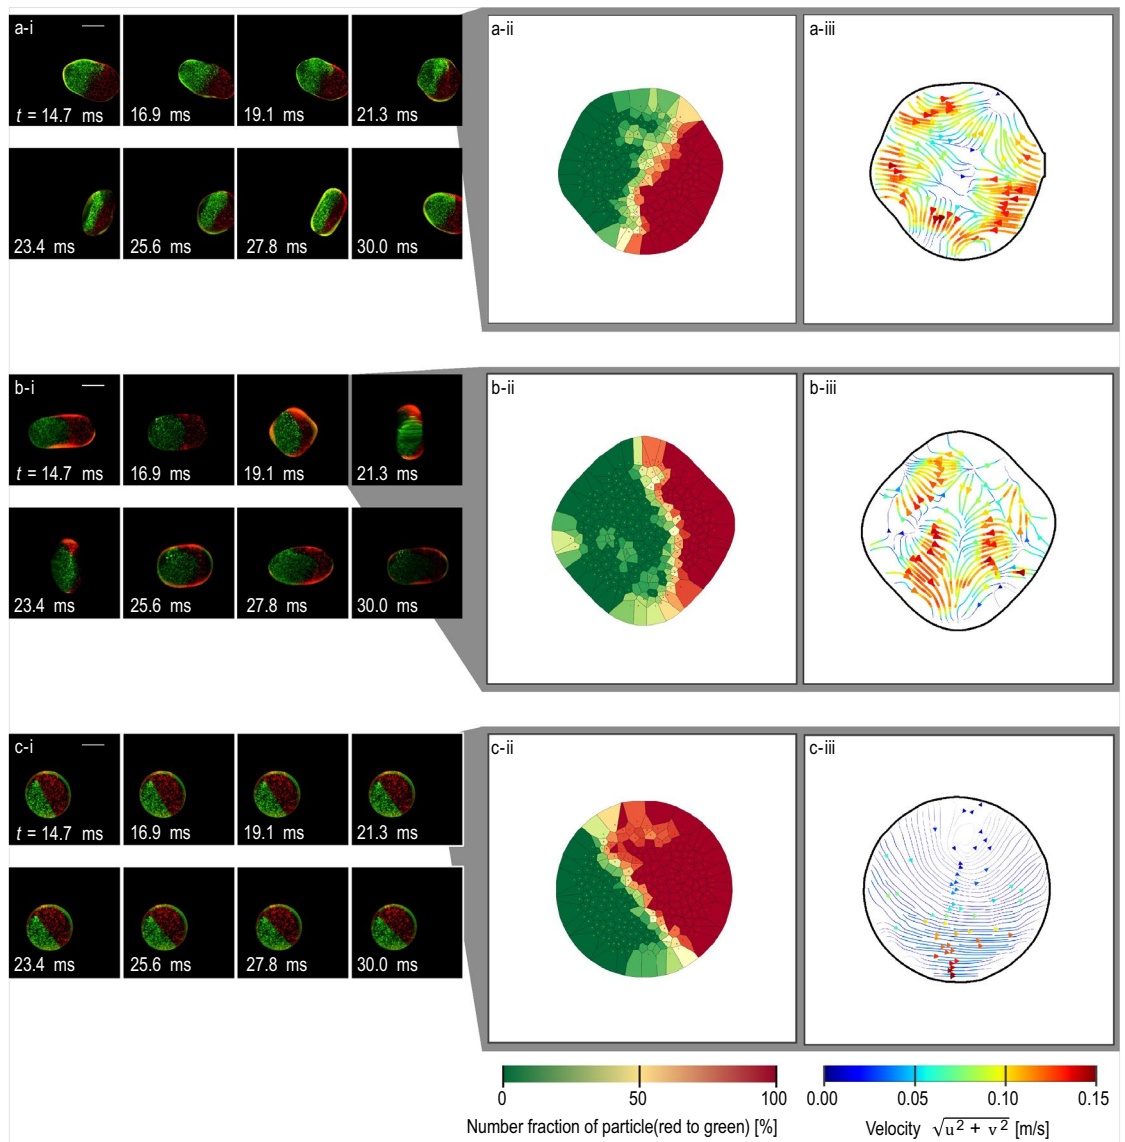 a-i
t = 14.7 ms
16.9 ms
19.1 ms
21.3 ms
23.4 ms
25.6 ms
27.8 ms
30.0 ms
a-ii
a-iii
b-i
t = 14.7 ms
16.9 ms
19.1 ms
21.3 ms
23.4 ms
25.6 ms
27.8 ms
30.0 ms
b-ii
b-iii
c-i
t = 14.7 ms
16.9 ms
19.1 ms
21.3 ms
23.4 ms
25.6 ms
27.8 ms
30.0 ms
c-ii
c-iii
0 50 100
Number fraction of particle(red to green) [%]
0.00 0.05 0.10 0.15
Velocity √u² + v² [m/s]